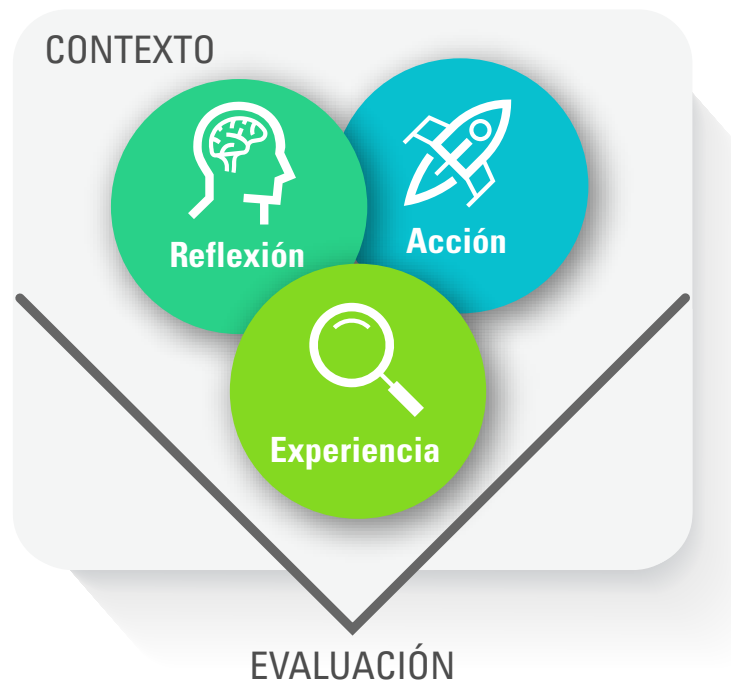 CONTEXTO
Reflexión
Acción
Experiencia
EVALUACIÓN